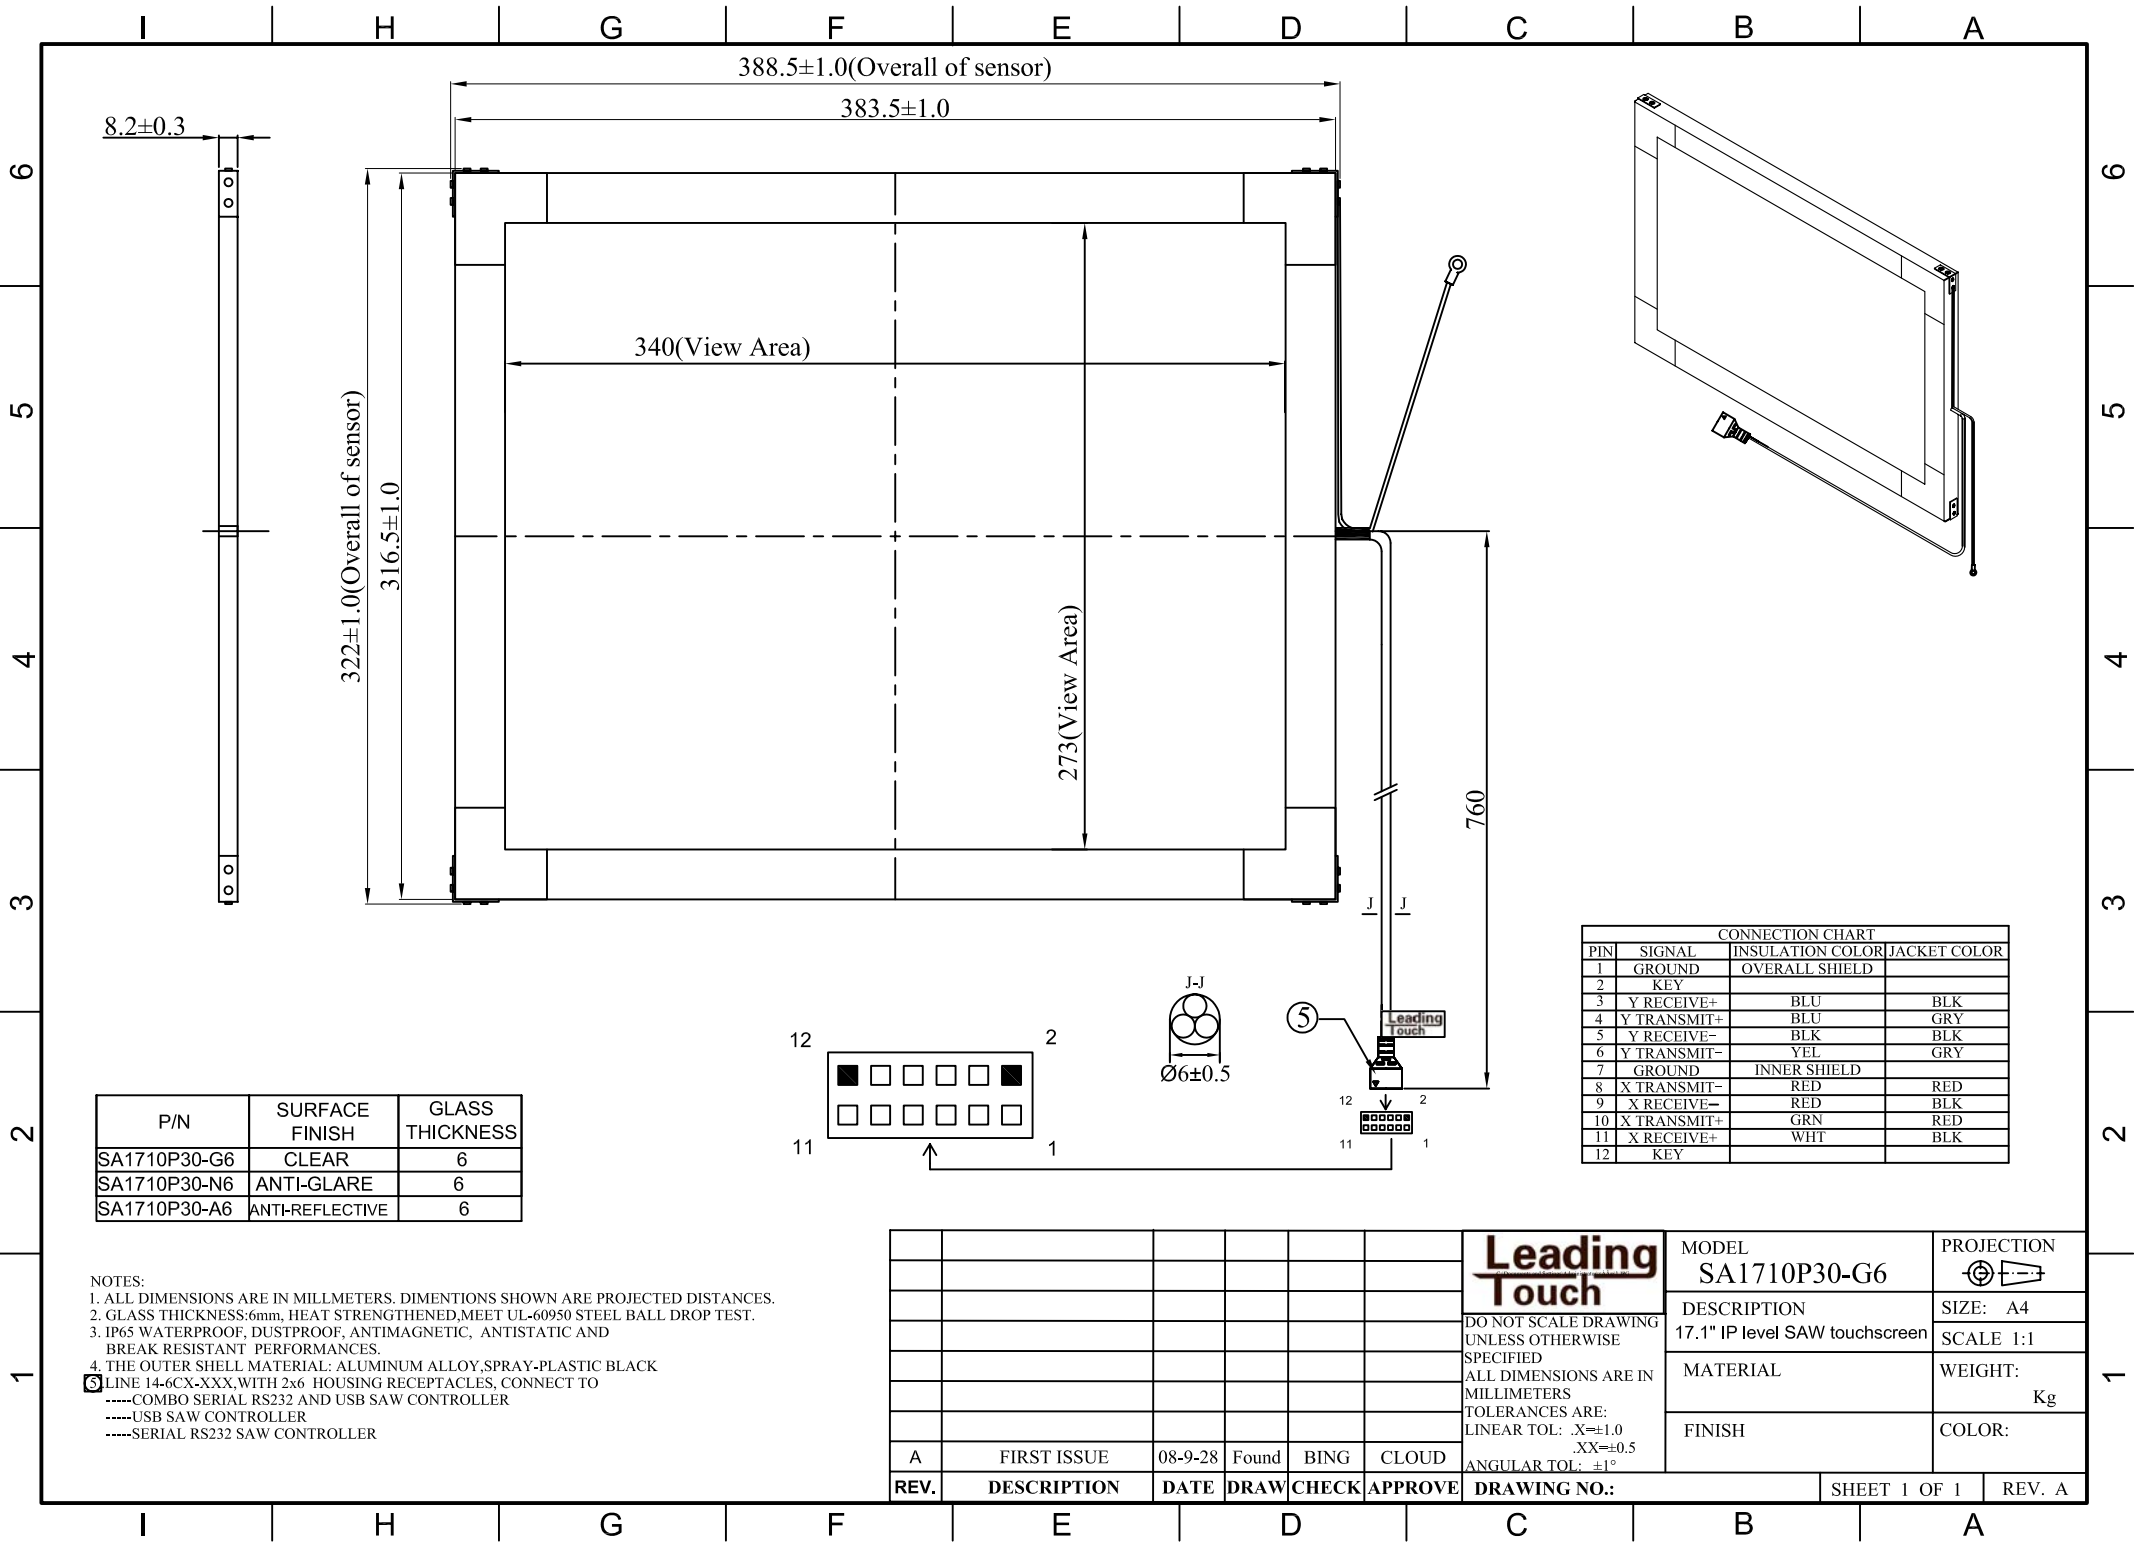 I H G F E D C B A
6 6
5 5
4 4
3 3
2 2
1 1
388.5±1.0(Overall of sensor)
383.5±1.0
8.2±0.3
340(View Area)
322±1.0(Overall of sensor)
316.5±1.0
273(View Area)
760
J J
J-J
Ø6±0.5
5
Leading
Touch
12 2
11 1
12 2
11 1
CONNECTION CHART
PIN SIGNAL INSULATION COLOR JACKET COLOR
1 GROUND OVERALL SHIELD
2 KEY
3 Y RECEIVE+ BLU BLK
4 Y TRANSMIT+ BLU GRY
5 Y RECEIVE- BLK BLK
6 Y TRANSMIT- YEL GRY
7 GROUND INNER SHIELD
8 X TRANSMIT- RED RED
9 X RECEIVE- RED BLK
10 X TRANSMIT+ GRN RED
11 X RECEIVE+ WHT BLK
12 KEY
P/N SURFACE FINISH GLASS THICKNESS
SA1710P30-G6 CLEAR 6
SA1710P30-N6 ANTI-GLARE 6
SA1710P30-A6 ANTI-REFLECTIVE 6
NOTES:
1. ALL DIMENSIONS ARE IN MILLMETERS. DIMENTIONS SHOWN ARE PROJECTED DISTANCES.
2. GLASS THICKNESS:6mm, HEAT STRENGTHENED,MEET UL-60950 STEEL BALL DROP TEST.
3. IP65 WATERPROOF, DUSTPROOF, ANTIMAGNETIC, ANTISTATIC AND
BREAK RESISTANT PERFORMANCES.
4. THE OUTER SHELL MATERIAL: ALUMINUM ALLOY,SPRAY-PLASTIC BLACK
5.LINE 14-6CX-XXX,WITH 2x6 HOUSING RECEPTACLES, CONNECT TO
-----COMBO SERIAL RS232 AND USB SAW CONTROLLER
-----USB SAW CONTROLLER
-----SERIAL RS232 SAW CONTROLLER
A FIRST ISSUE 08-9-28 Found BING CLOUD
REV. DESCRIPTION DATE DRAW CHECK APPROVE
Leading
Touch
DO NOT SCALE DRAWING
UNLESS OTHERWISE
SPECIFIED
ALL DIMENSIONS ARE IN
MILLIMETERS
TOLERANCES ARE:
LINEAR TOL: .X=±1.0
.XX=±0.5
ANGULAR TOL: ±1°
DRAWING NO.:
MODEL
SA1710P30-G6
DESCRIPTION
17.1" IP level SAW touchscreen
MATERIAL
FINISH
PROJECTION
SIZE: A4
SCALE 1:1
WEIGHT:
Kg
COLOR:
SHEET 1 OF 1 REV. A
I H G F E D C B A